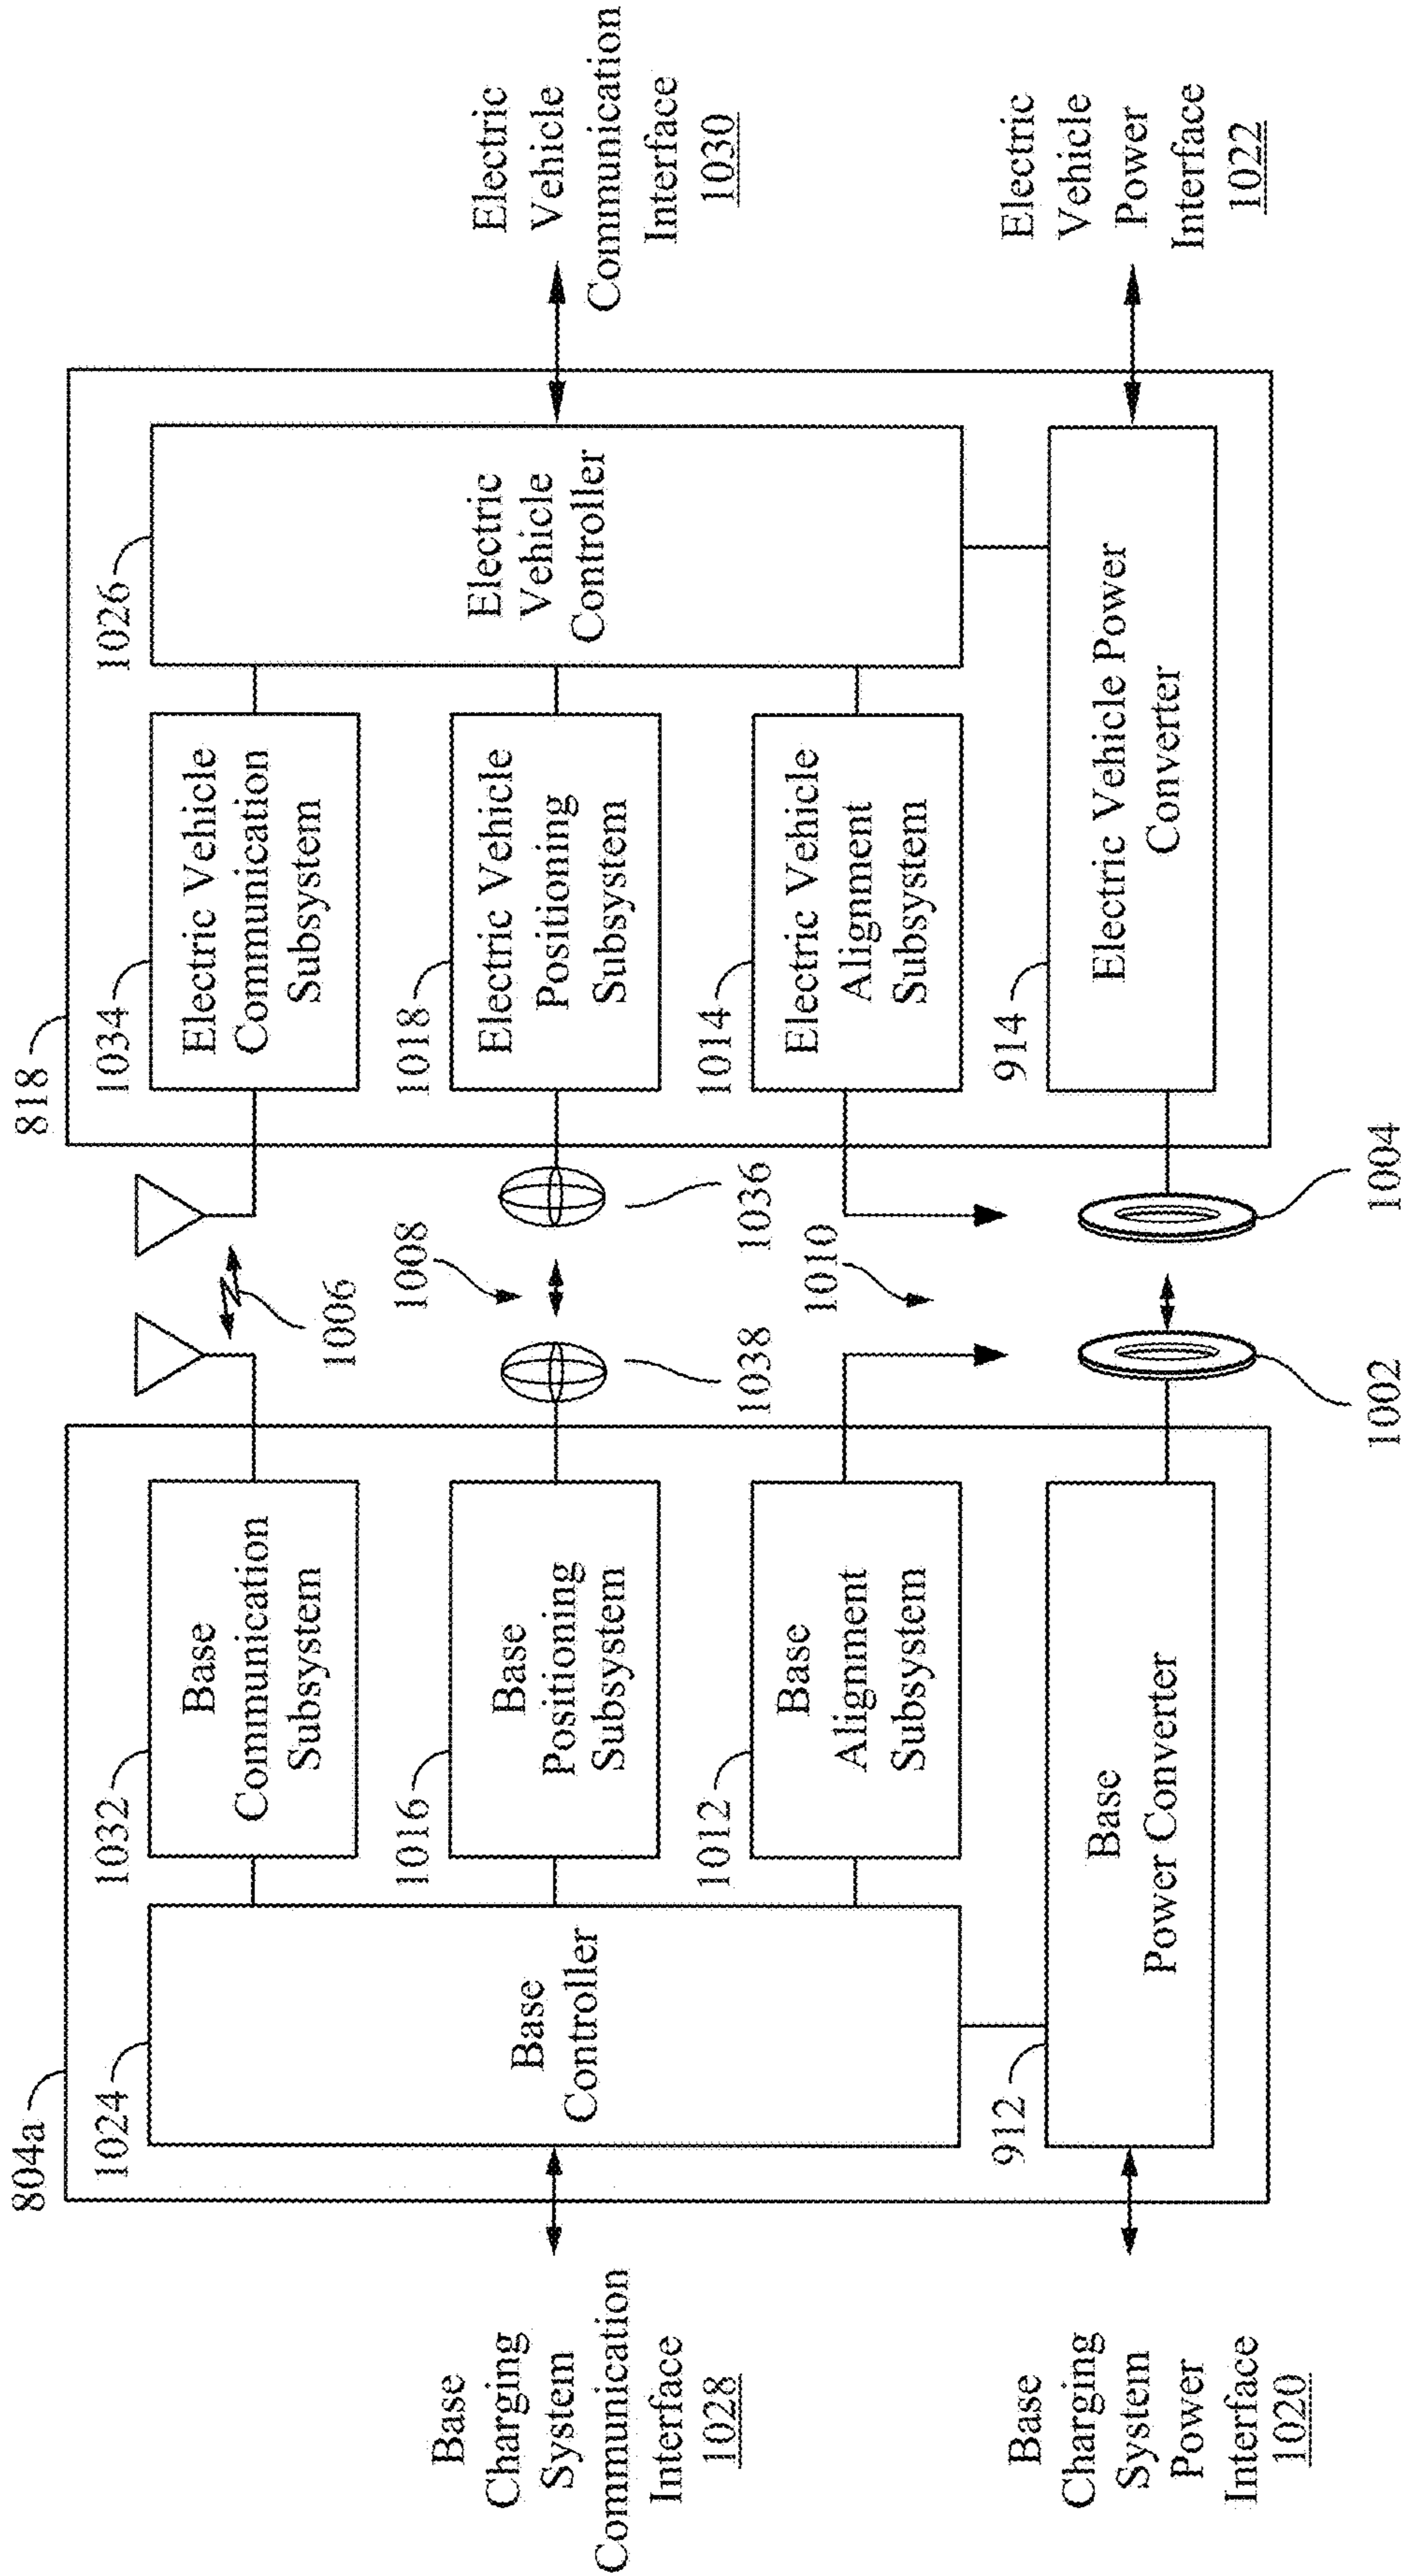 804a
818
1024
1032
1034
1026
Base
Controller
Base
Communication
Subsystem
1006
Electric Vehicle
Communication
Subsystem
Electric
Vehicle
Controller
Base
Charging
System
Communication
Interface
1028
Electric
Vehicle
Communication
Interface
1030
1016
Base
Positioning
Subsystem
1008
1038
1036
1018
Electric Vehicle
Positioning
Subsystem
1012
Base
Alignment
Subsystem
1010
1014
Electric Vehicle
Alignment
Subsystem
912
Base
Power Converter
914
Electric Vehicle Power
Converter
Base
Charging
System
Power
Interface
1020
1002
1004
Electric
Vehicle
Power
Interface
1022